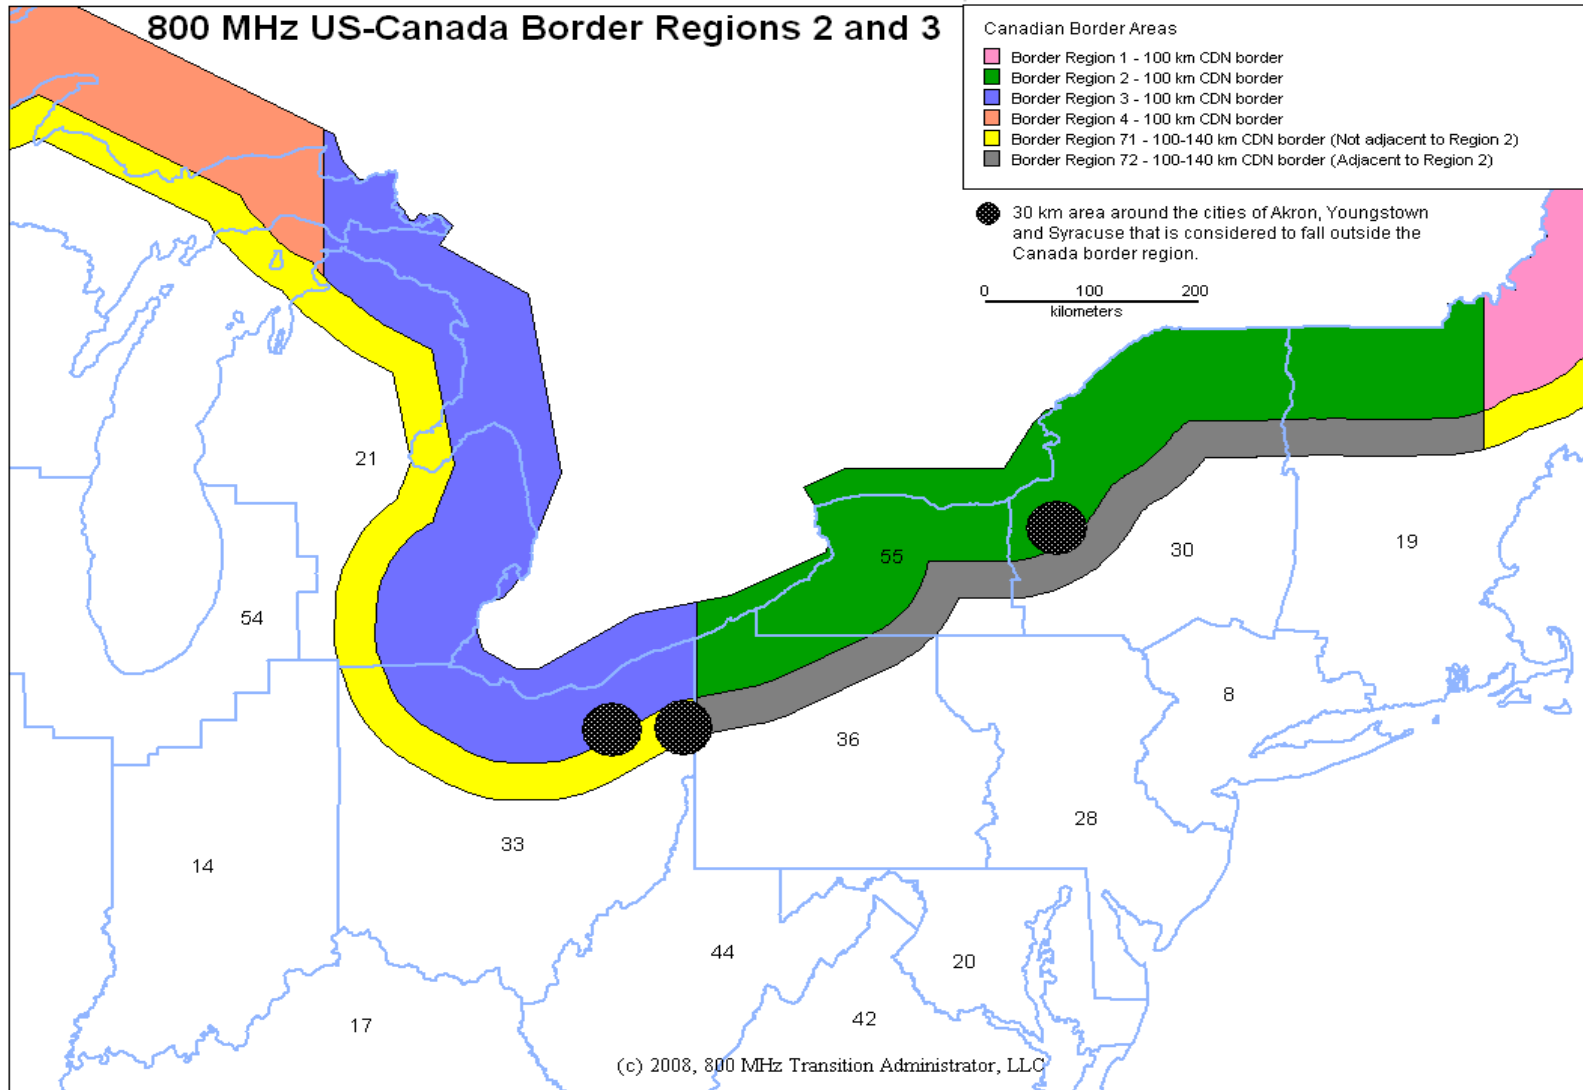 800 MHz US-Canada Border Regions 2 and 3
Canadian Border Areas
Border Region 1 - 100 km CDN border
Border Region 2 - 100 km CDN border
Border Region 3 - 100 km CDN border
Border Region 4 - 100 km CDN border
Border Region 71 - 100-140 km CDN border (Not adjacent to Region 2)
Border Region 72 - 100-140 km CDN border (Adjacent to Region 2)
30 km area around the cities of Akron, Youngstown
and Syracuse that is considered to fall outside the
Canada border region.
0 100 200
kilometers
21
55
30
19
54
8
36
28
33
14
44
20
17
42
(c) 2008, 800 MHz Transition Administrator, LLC